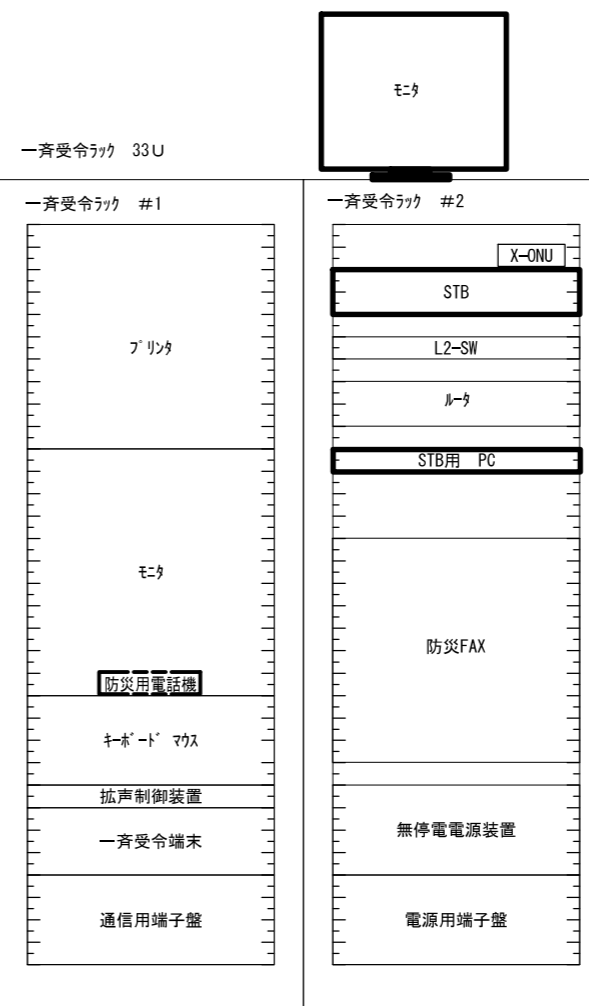 モニタ
一斉受令ラック 33U
一斉受令ラック #1
一斉受令ラック #2
X-ONU
STB
プリンタ
L2-SW
ルータ
STB用 PC
モニタ
防災FAX
防災用電話機
キーボード マウス
拡声制御装置
一斉受令端末
無停電電源装置
通信用端子盤
電源用端子盤